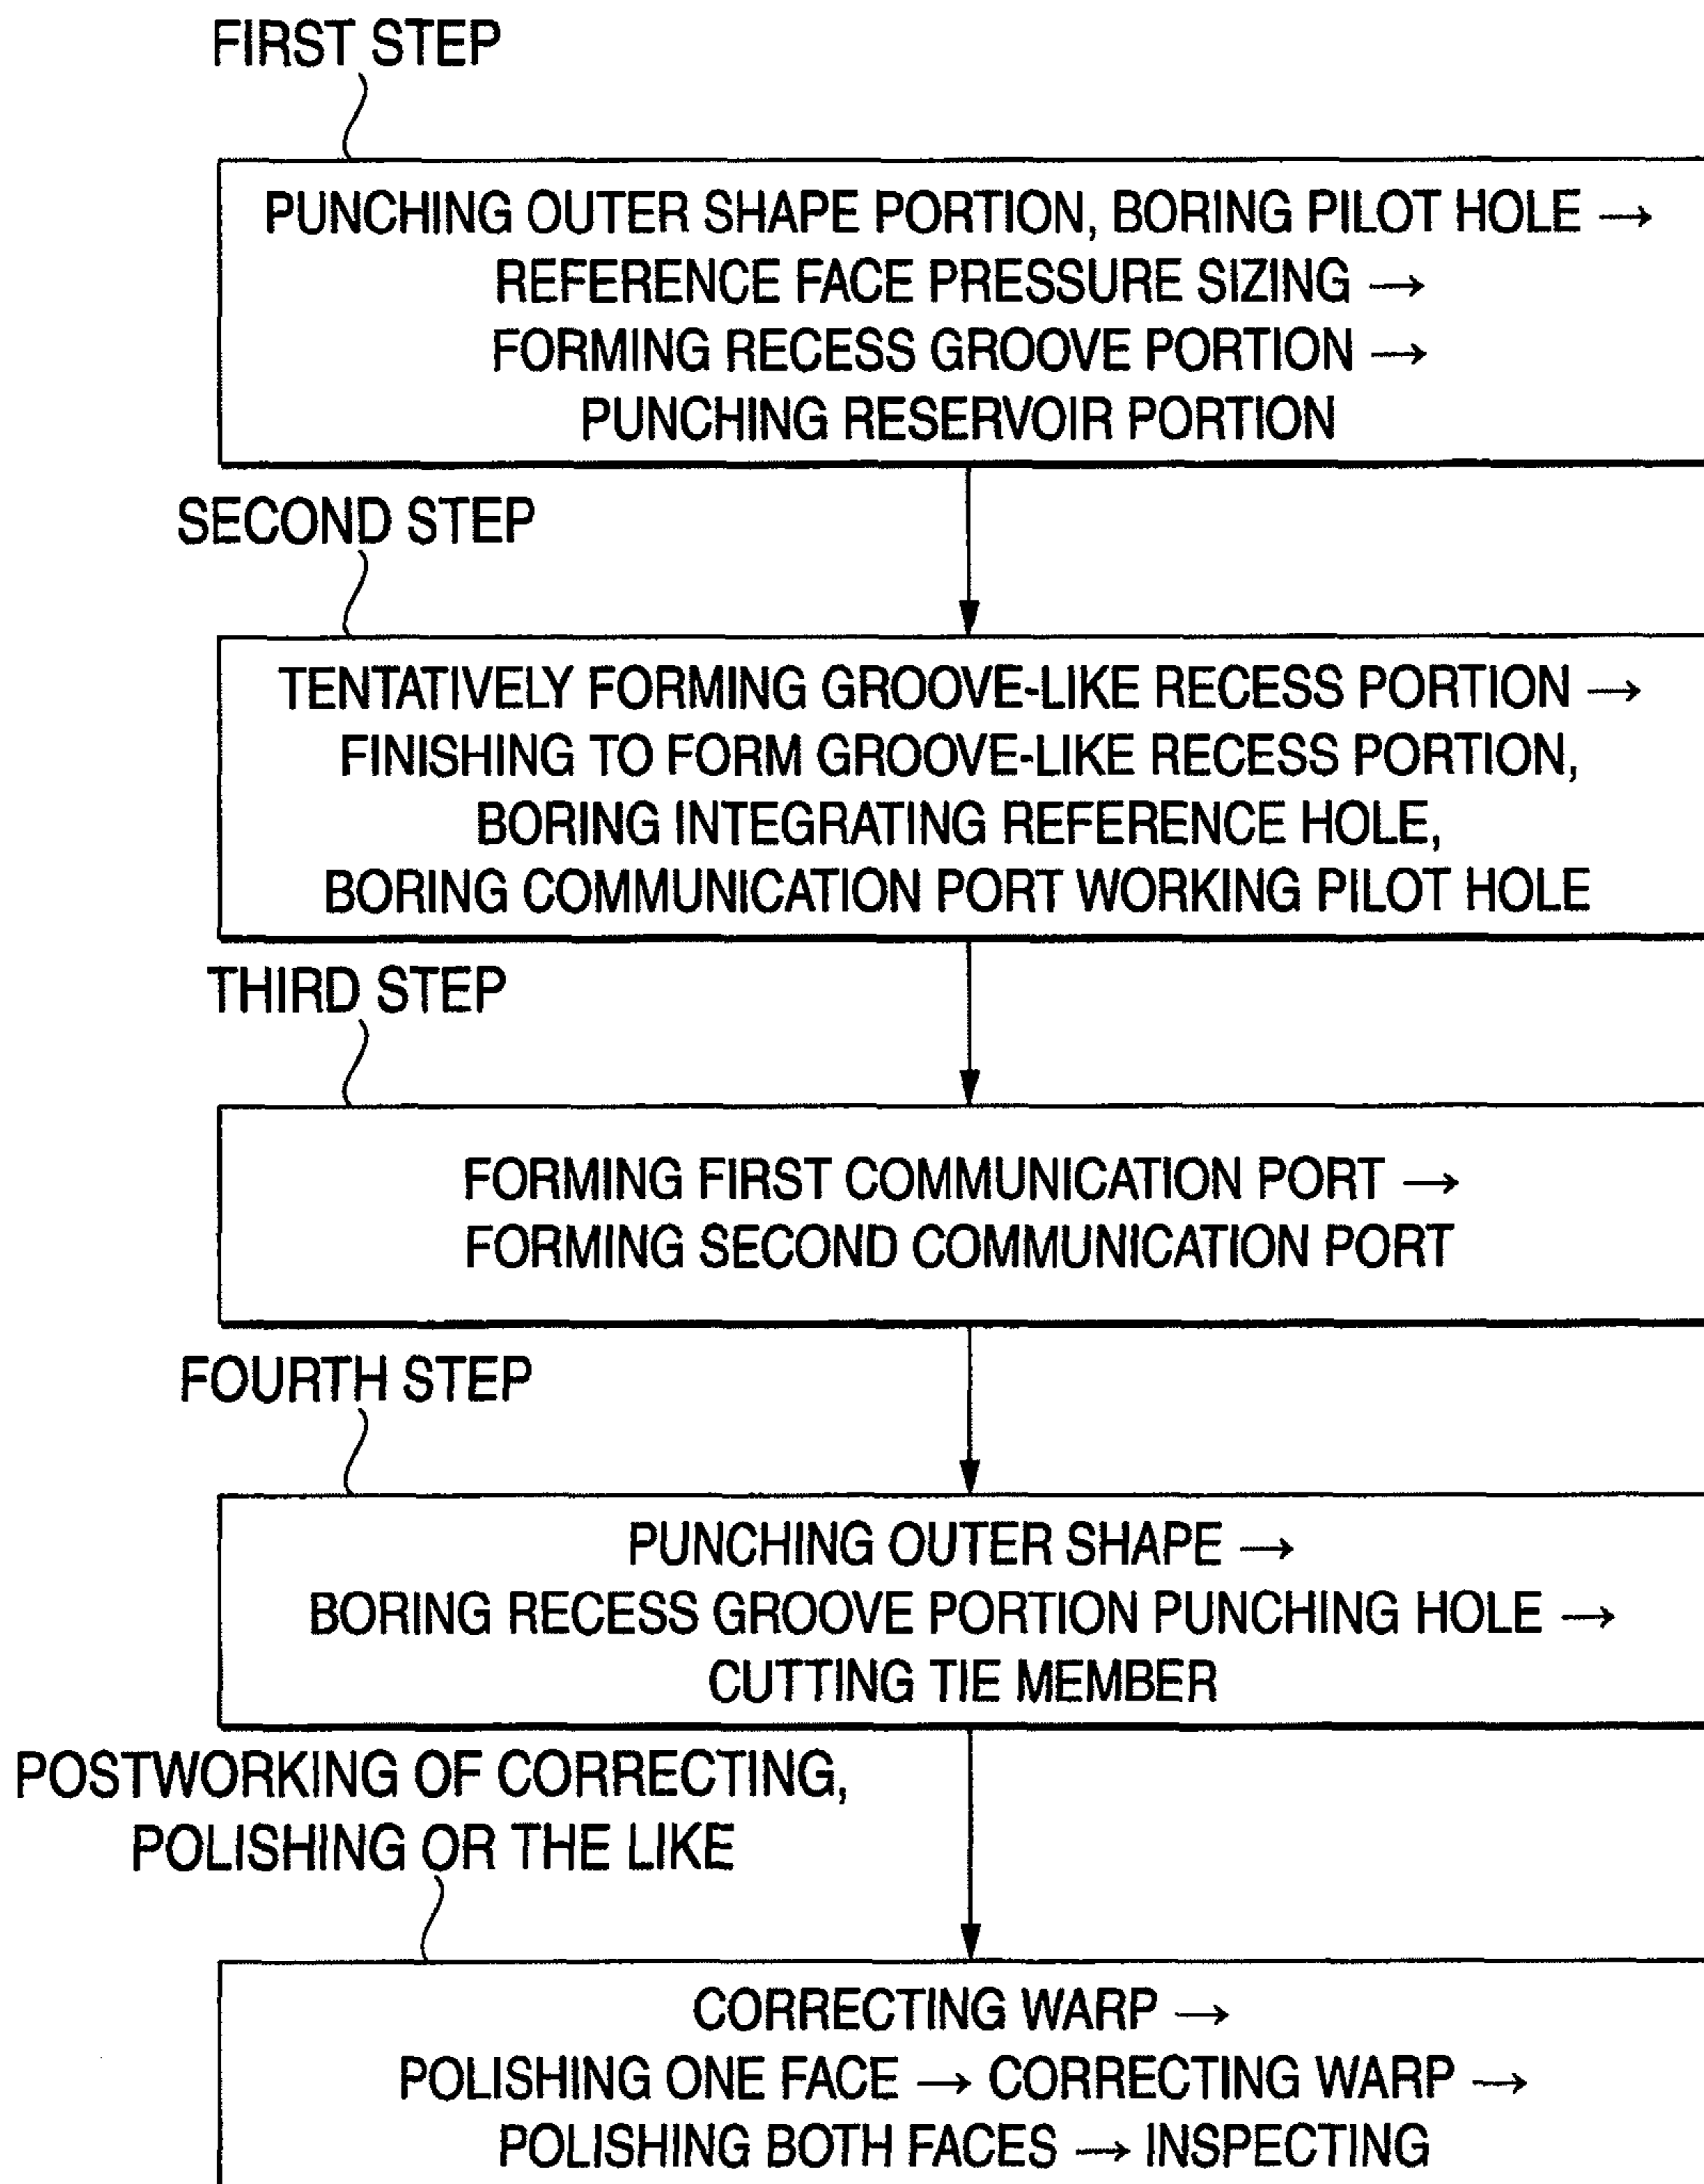 FIRST STEP
PUNCHING OUTER SHAPE PORTION, BORING PILOT HOLE →
REFERENCE FACE PRESSURE SIZING →
FORMING RECESS GROOVE PORTION →
PUNCHING RESERVOIR PORTION
SECOND STEP
TENTATIVELY FORMING GROOVE-LIKE RECESS PORTION →
FINISHING TO FORM GROOVE-LIKE RECESS PORTION,
BORING INTEGRATING REFERENCE HOLE,
BORING COMMUNICATION PORT WORKING PILOT HOLE
THIRD STEP
FORMING FIRST COMMUNICATION PORT →
FORMING SECOND COMMUNICATION PORT
FOURTH STEP
PUNCHING OUTER SHAPE →
BORING RECESS GROOVE PORTION PUNCHING HOLE →
CUTTING TIE MEMBER
POSTWORKING OF CORRECTING,
POLISHING OR THE LIKE
CORRECTING WARP →
POLISHING ONE FACE → CORRECTING WARP →
POLISHING BOTH FACES → INSPECTING